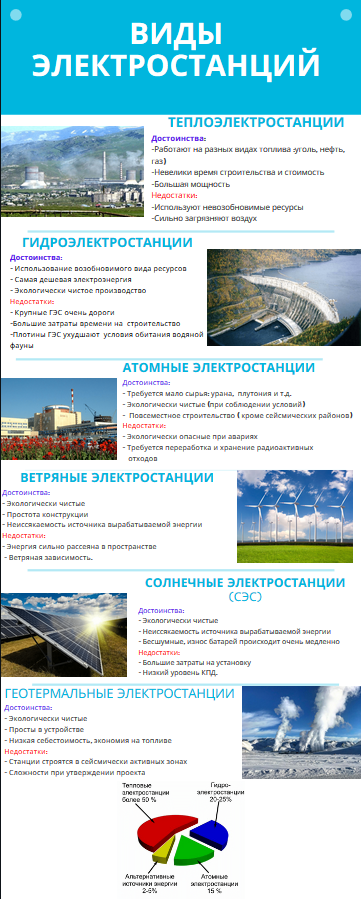 ВИДЫ
ЭЛЕКТРОСТАНЦИЙ
ТЕПЛОЭЛЕКТРОСТАНЦИИ
Достоинства:
-Работают на разных видах топлива :уголь, нефть,
газ)
-Невелики время строительства и стоимость
-Большая мощность
Недостатки:
-Используют невозобновимые ресурсы
-Сильно загрязняют воздух
ГИДРОЭЛЕКТРОСТАНЦИИ
Достоинства:
- Использование возобновимого вида ресурсов
- Самая дешевая электроэнергия
- Экологически чистое производство
Недостатки:
- Крупные ГЭС очень дороги
-Большие затраты времени на строительство
-Плотины ГЭС ухудшают условия обитания водяной
фауны
АТОМНЫЕ ЭЛЕКТРОСТАНЦИИ
Достоинства:
- Требуется мало сырья: урана, плутония и т.д.
- Экологически чистые (при соблюдении условий)
- Повсеместное строительство ( кроме сейсмических районов)
Недостатки:
- Экологически опасные при авариях
- Требуется переработка и хранение радиоактивных
отходов
ВЕТРЯНЫЕ ЭЛЕКТРОСТАНЦИИ
Достоинства:
- Экологически чистые
- Простота конструкции
- Неиссякаемость источника вырабатываемой энергии
Недостатки:
- Энергия сильно рассеяна в пространстве
- Ветряная зависимость.
СОЛНЕЧНЫЕ ЭЛЕКТРОСТАНЦИИ
(СЭС)
Достоинства:
- Экологически чистые
- Неиссякаемость источника вырабатываемой энергии
- Бесшумные, износ батарей происходит очень медленно
Недостатки:
- Большие затраты на установку
- Низкий уровень КПД.
ГЕОТЕРМАЛЬНЫЕ ЭЛЕКТРОСТАНЦИИ
Достоинства:
- Экологически чистые
- Просты в устройстве
- Низкая себестоимость, экономия на топливе
Недостатки:
- Станции строятся в сейсмически активных зонах
- Сложности при утверждении проекта
Тепловые
электростанции
более 50 %
Гидро-
электростанции
20-25%
Альтернативные
источники энергии
2-5%
Атомные
электростанции
15 %